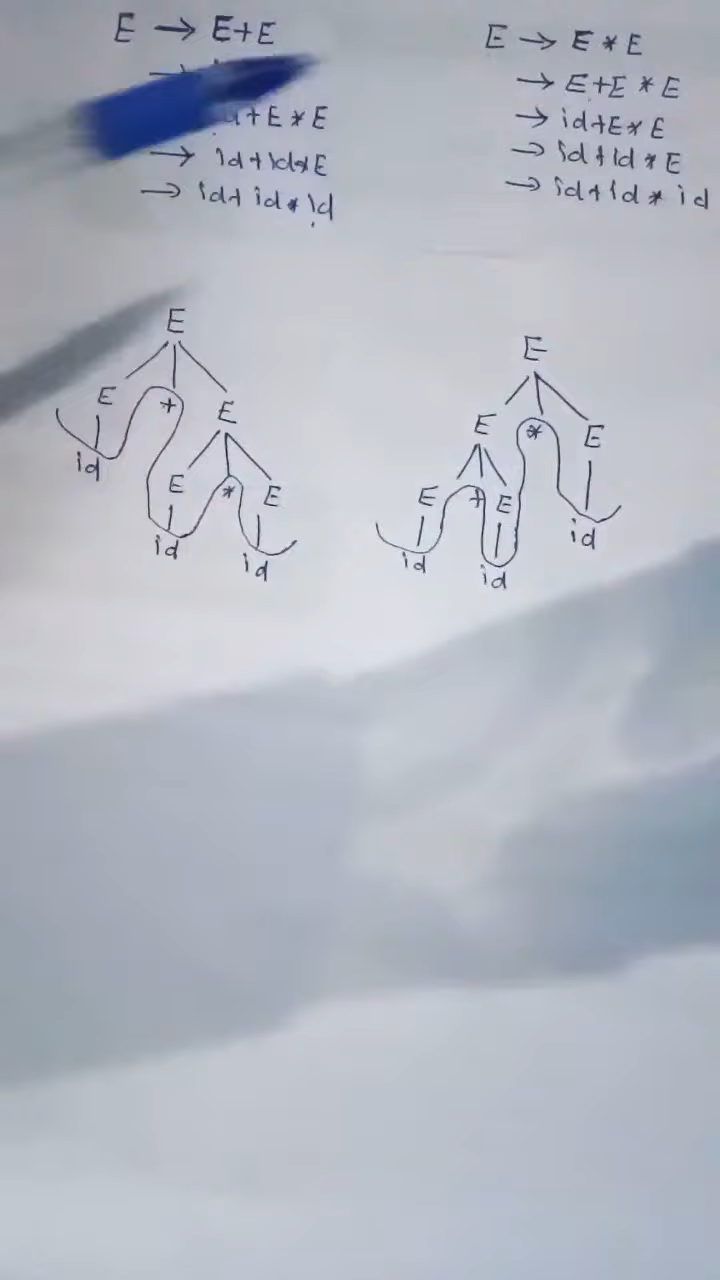 E → E+E
→
+E*E
→ id+id*E
→ id+id*id
E → E*E
→ E+E*E
→ id+E*E
→ id+id*E
→ id+id*id
E
E + E
id E * E
id id
E
E * E
E + E id
id id